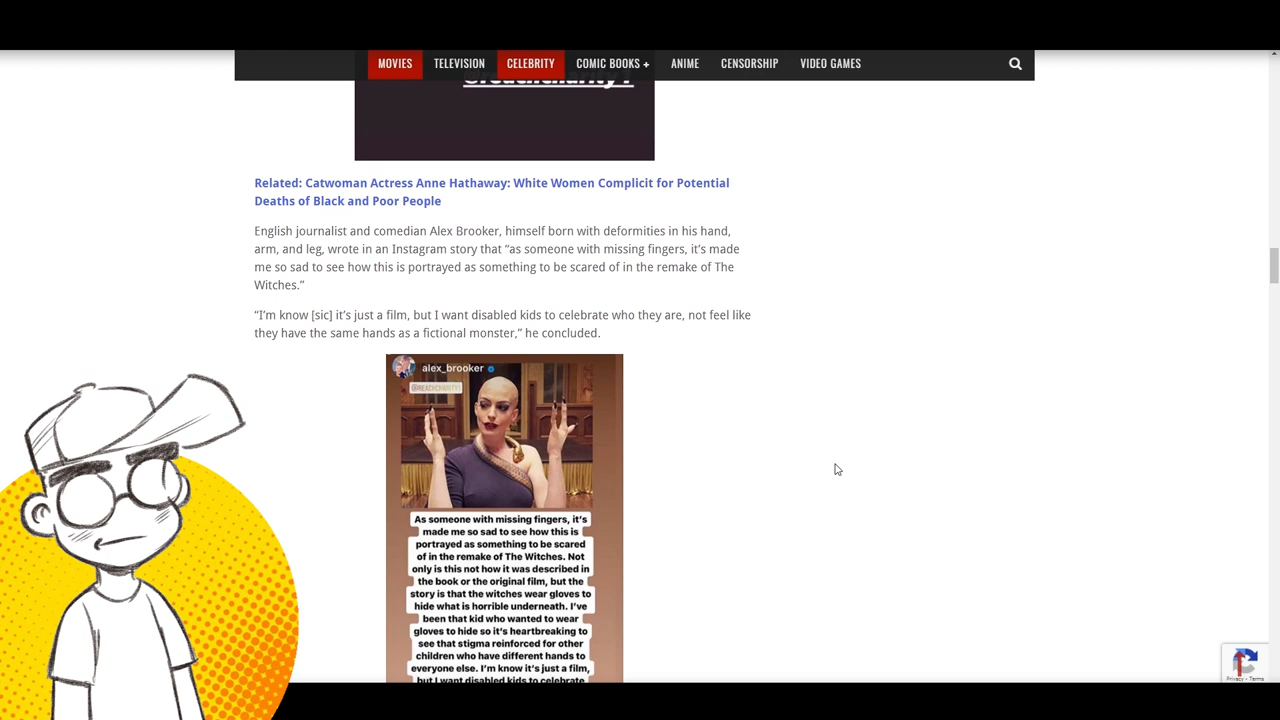 MOVIES TELEVISION CELEBRITY COMIC BOOKS + ANIME CENSORSHIP VIDEO GAMES
@reachcharity1
Related: Catwoman Actress Anne Hathaway: White Women Complicit for Potential
Deaths of Black and Poor People
English journalist and comedian Alex Brooker, himself born with deformities in his hand,
arm, and leg, wrote in an Instagram story that “as someone with missing fingers, it’s made
me so sad to see how this is portrayed as something to be scared of in the remake of The
Witches.”
“I’m know [sic] it’s just a film, but I want disabled kids to celebrate who they are, not feel like
they have the same hands as a fictional monster,” he concluded.
alex_brooker
@REACHCHARITY1
As someone with missing fingers, it’s
made me so sad to see how this is
portrayed as something to be scared
of in the remake of The Witches. Not
only is this not how it was described in
the book or the original film, but the
story is that the witches wear gloves to
hide what is horrible underneath. I’ve
been that kid who wanted to wear
gloves to hide so it’s heartbreaking to
see that stigma reinforced for other
children who have different hands to
everyone else. I’m know it’s just a film,
but I want disabled kids to celebrate
Privacy - Terms